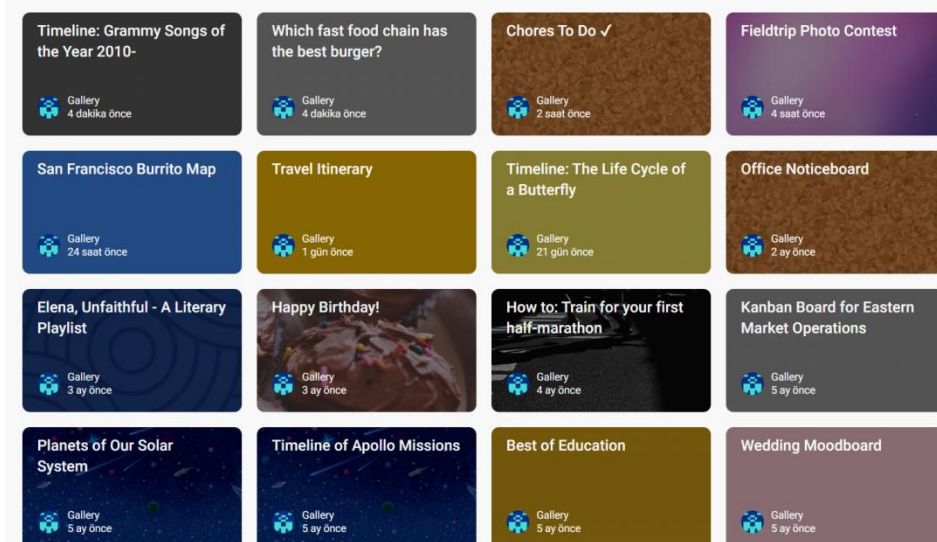 Timeline: Grammy Songs of
the Year 2010-
Gallery
4 dakika önce
Which fast food chain has
the best burger?
Gallery
4 dakika önce
Chores To Do ✓
Gallery
2 saat önce
Fieldtrip Photo Contest
Gallery
4 saat önce
San Francisco Burrito Map
Gallery
24 saat önce
Travel Itinerary
Gallery
1 gün önce
Timeline: The Life Cycle of
a Butterfly
Gallery
21 gün önce
Office Noticeboard
Gallery
2 ay önce
Elena, Unfaithful - A Literary
Playlist
Gallery
3 ay önce
Happy Birthday!
Gallery
3 ay önce
How to: Train for your first
half-marathon
Gallery
4 ay önce
Kanban Board for Eastern
Market Operations
Gallery
5 ay önce
Planets of Our Solar
System
Gallery
5 ay önce
Timeline of Apollo Missions
Gallery
5 ay önce
Best of Education
Gallery
5 ay önce
Wedding Moodboard
Gallery
5 ay önce